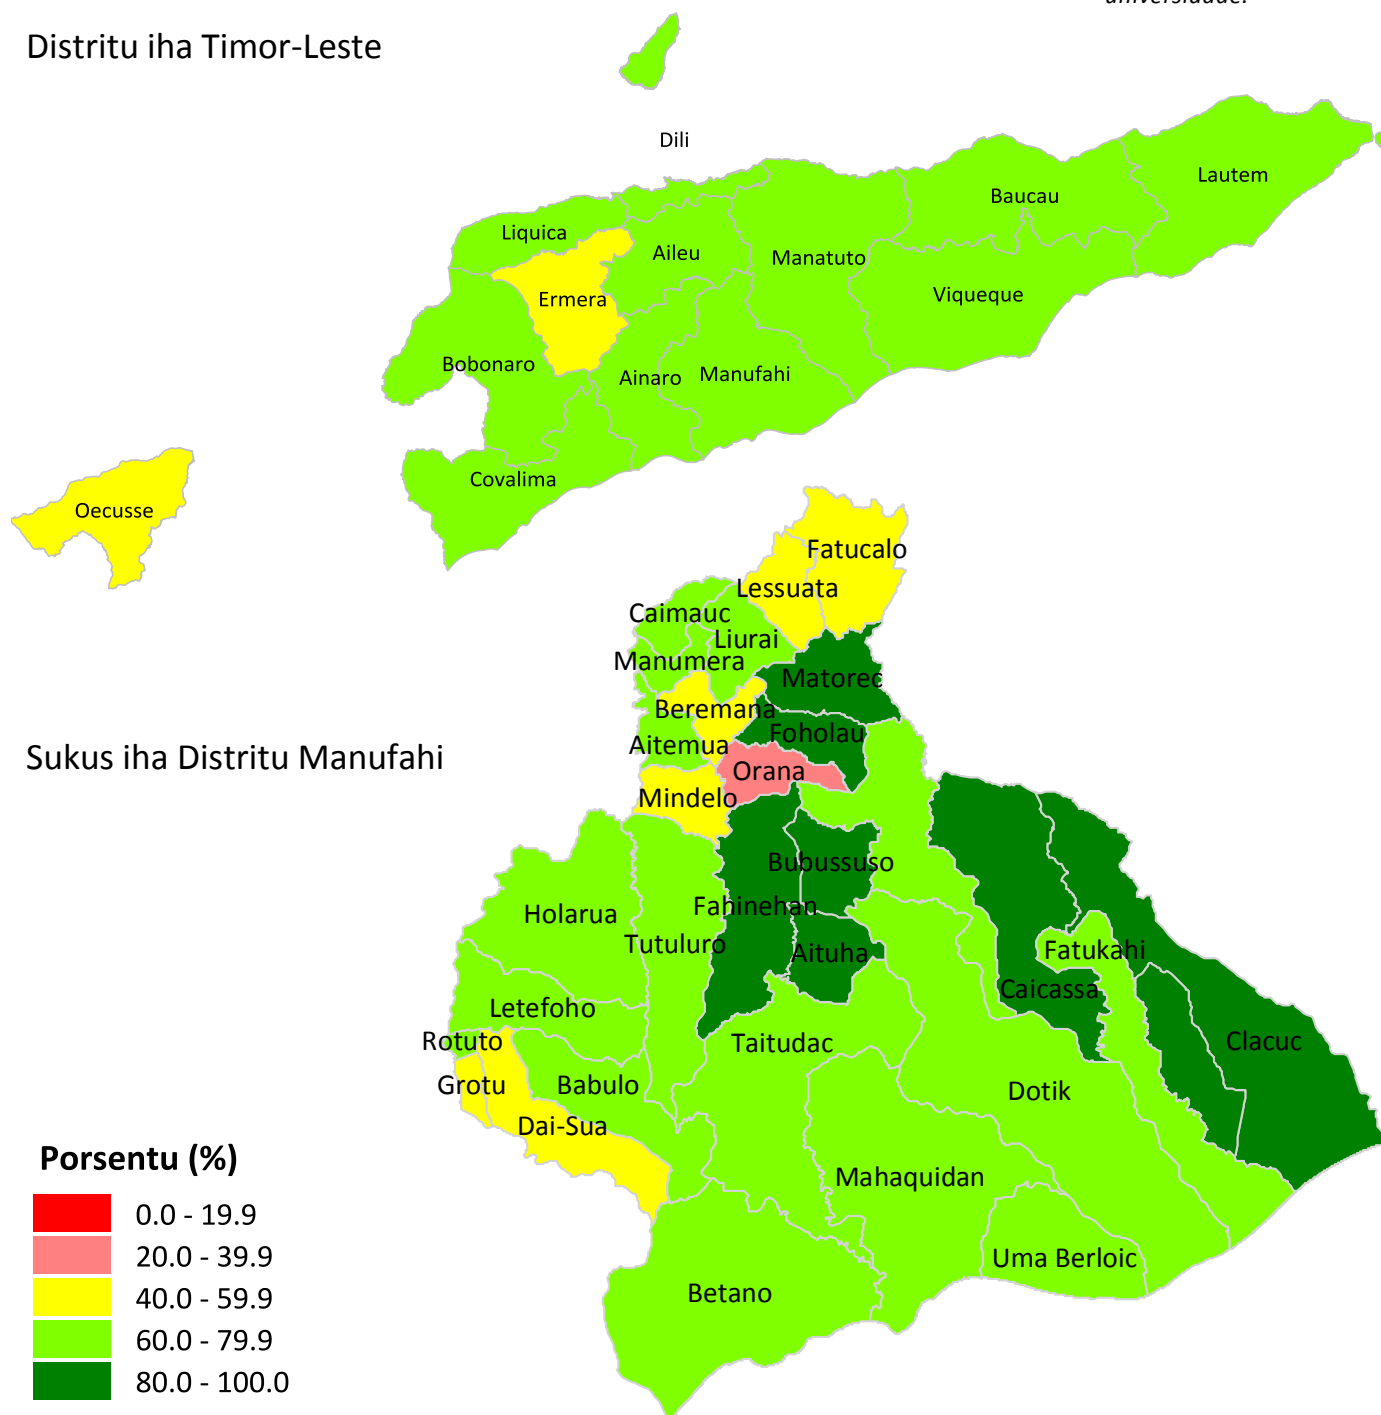 universidade.
Distritu iha Timor-Leste
Dili
Lautem
Baucau
Liquica
Aileu
Manatuto
Viqueque
Ermera
Bobonaro
Ainaro
Manufahi
Covalima
Oecusse
Fatucalo
Lessuata
Caimauc
Liurai
Manumera
Matorec
Beremana
Foholau
Aitemua
Sukus iha Distritu Manufahi
Orana
Mindelo
Bubussuso
Fahinehan
Holarua
Tutuluro
Aituha
Fatukahi
Caicassa
Letefoho
Rotuto
Taitudac
Clacuc
Grotu
Babulo
Dotik
Dai-Sua
Mahaquidan
Uma Berloic
Betano
Porsentu (%)
0.0 - 19.9
20.0 - 39.9
40.0 - 59.9
60.0 - 79.9
80.0 - 100.0